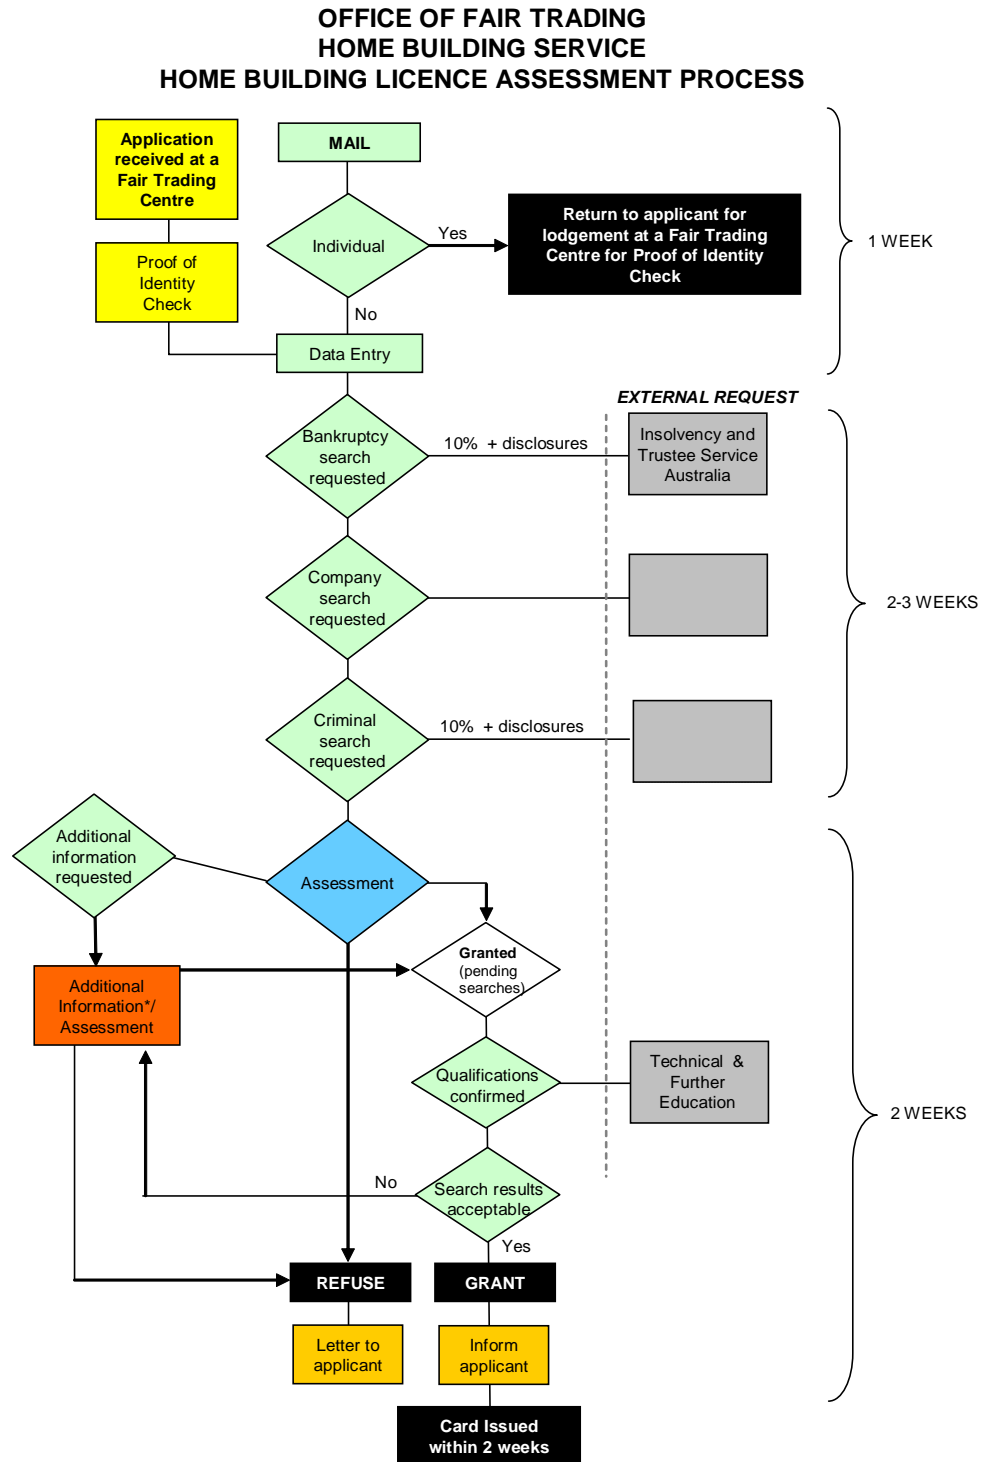 OFFICE OF FAIR TRADING
HOME BUILDING SERVICE
HOME BUILDING LICENCE ASSESSMENT PROCESS
Application
received at a
Fair Trading
Centre
MAIL
Proof of
Identity
Check
Individual
Yes
Return to applicant for
lodgement at a Fair Trading
Centre for Proof of Identity
Check
1 WEEK
No
Data Entry
EXTERNAL REQUEST
Bankruptcy
search
requested
10% + disclosures
Insolvency and
Trustee Service
Australia
Company
search
requested
2-3 WEEKS
Criminal
search
requested
10% + disclosures
Additional
information
requested
Assessment
Granted
(pending
searches)
Additional
Information*/
Assessment
Qualifications
confirmed
Technical &
Further
Education
2 WEEKS
No
Search results
acceptable
Yes
REFUSE
GRANT
Letter to
applicant
Inform
applicant
Card Issued
within 2 weeks